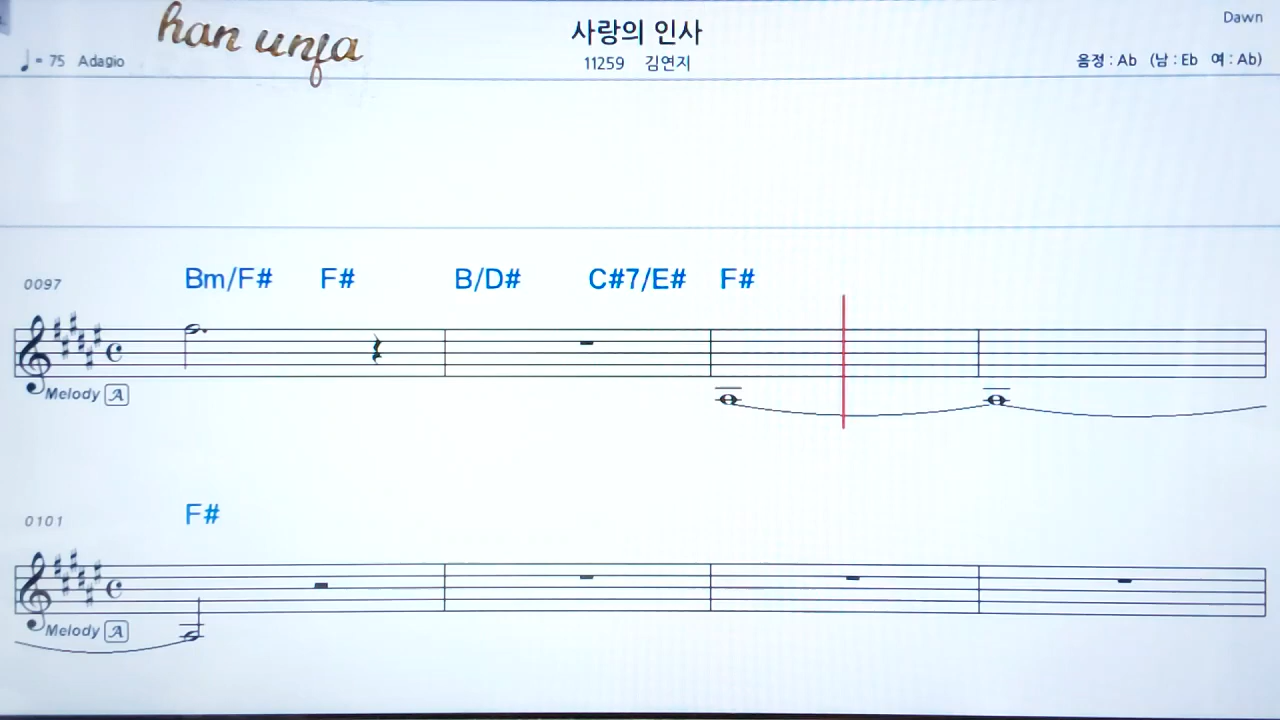 han unja
사랑의 인사
Dawn
♩= 75 Adagio
11259 김연지
음정 : Ab (남 : Eb 여 : Ab)
0097
Bm/F# F# B/D# C#7/E# F#
Melody A
0101
F#
Melody A